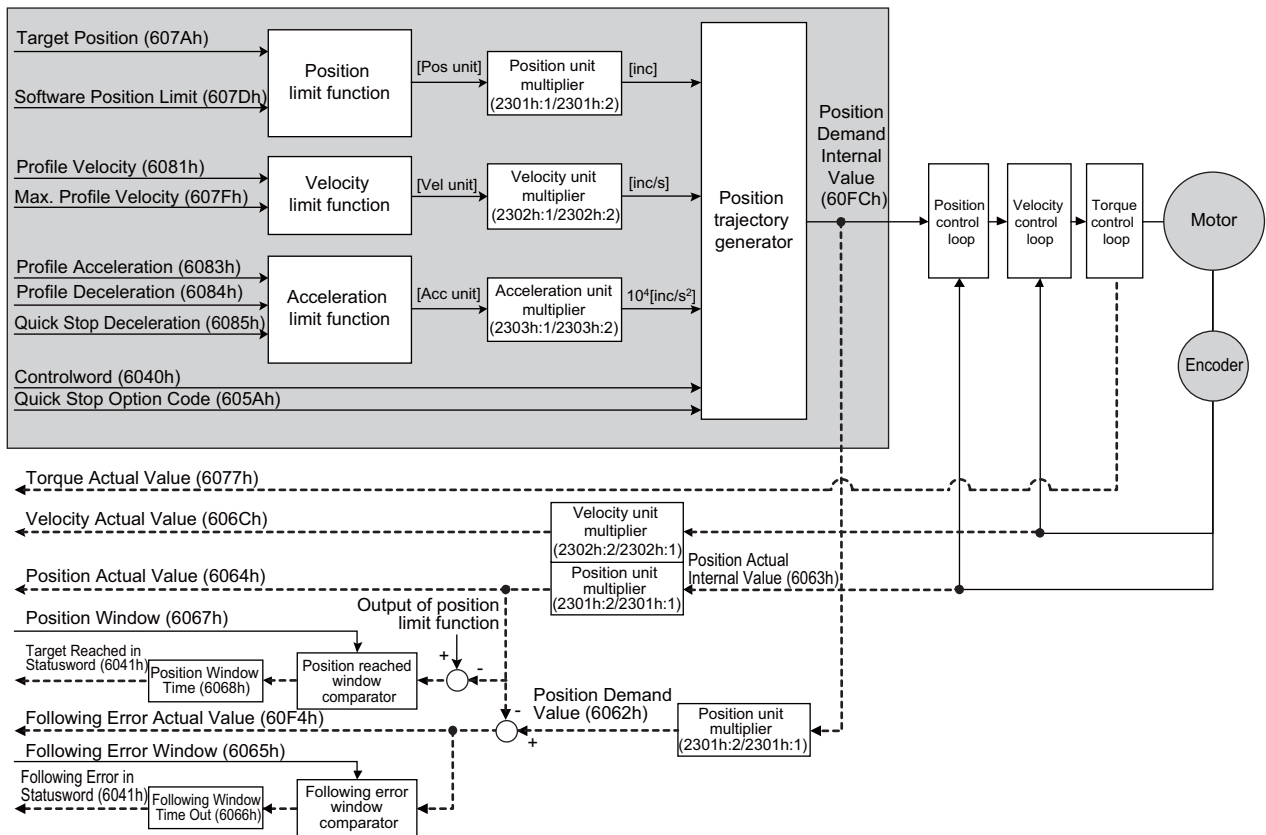 Target Position (607Ah)
Software Position Limit (607Dh)
Position
limit function
[Pos unit]
Position unit
multiplier
(2301h:1/2301h:2)
[inc]
Profile Velocity (6081h)
Max. Profile Velocity (607Fh)
Velocity
limit function
[Vel unit]
Velocity unit
multiplier
(2302h:1/2302h:2)
[inc/s]
Profile Acceleration (6083h)
Profile Deceleration (6084h)
Quick Stop Deceleration (6085h)
Acceleration
limit function
[Acc unit]
Acceleration unit
multiplier
(2303h:1/2303h:2)
10⁴[inc/s²]
Controlword (6040h)
Quick Stop Option Code (605Ah)
Position
trajectory
generator
Position
Demand
Internal
Value
(60FCh)
Position
control
loop
Velocity
control
loop
Torque
control
loop
Motor
Encoder
Torque Actual Value (6077h)
Velocity Actual Value (606Ch)
Velocity unit
multiplier
(2302h:2/2302h:1)
Position Actual Value (6064h)
Position unit
multiplier
(2301h:2/2301h:1)
Position Actual
Internal Value (6063h)
Position Window (6067h)
Output of position
limit function
+
-
Target Reached in
Statusword (6041h)
Position Window
Time (6068h)
Position reached
window
comparator
Following Error Actual Value (60F4h)
-
+
Position Demand
Value (6062h)
Position unit
multiplier
(2301h:2/2301h:1)
Following Error Window (6065h)
Following Error in
Statusword (6041h)
Following Window
Time Out (6066h)
Following error
window
comparator